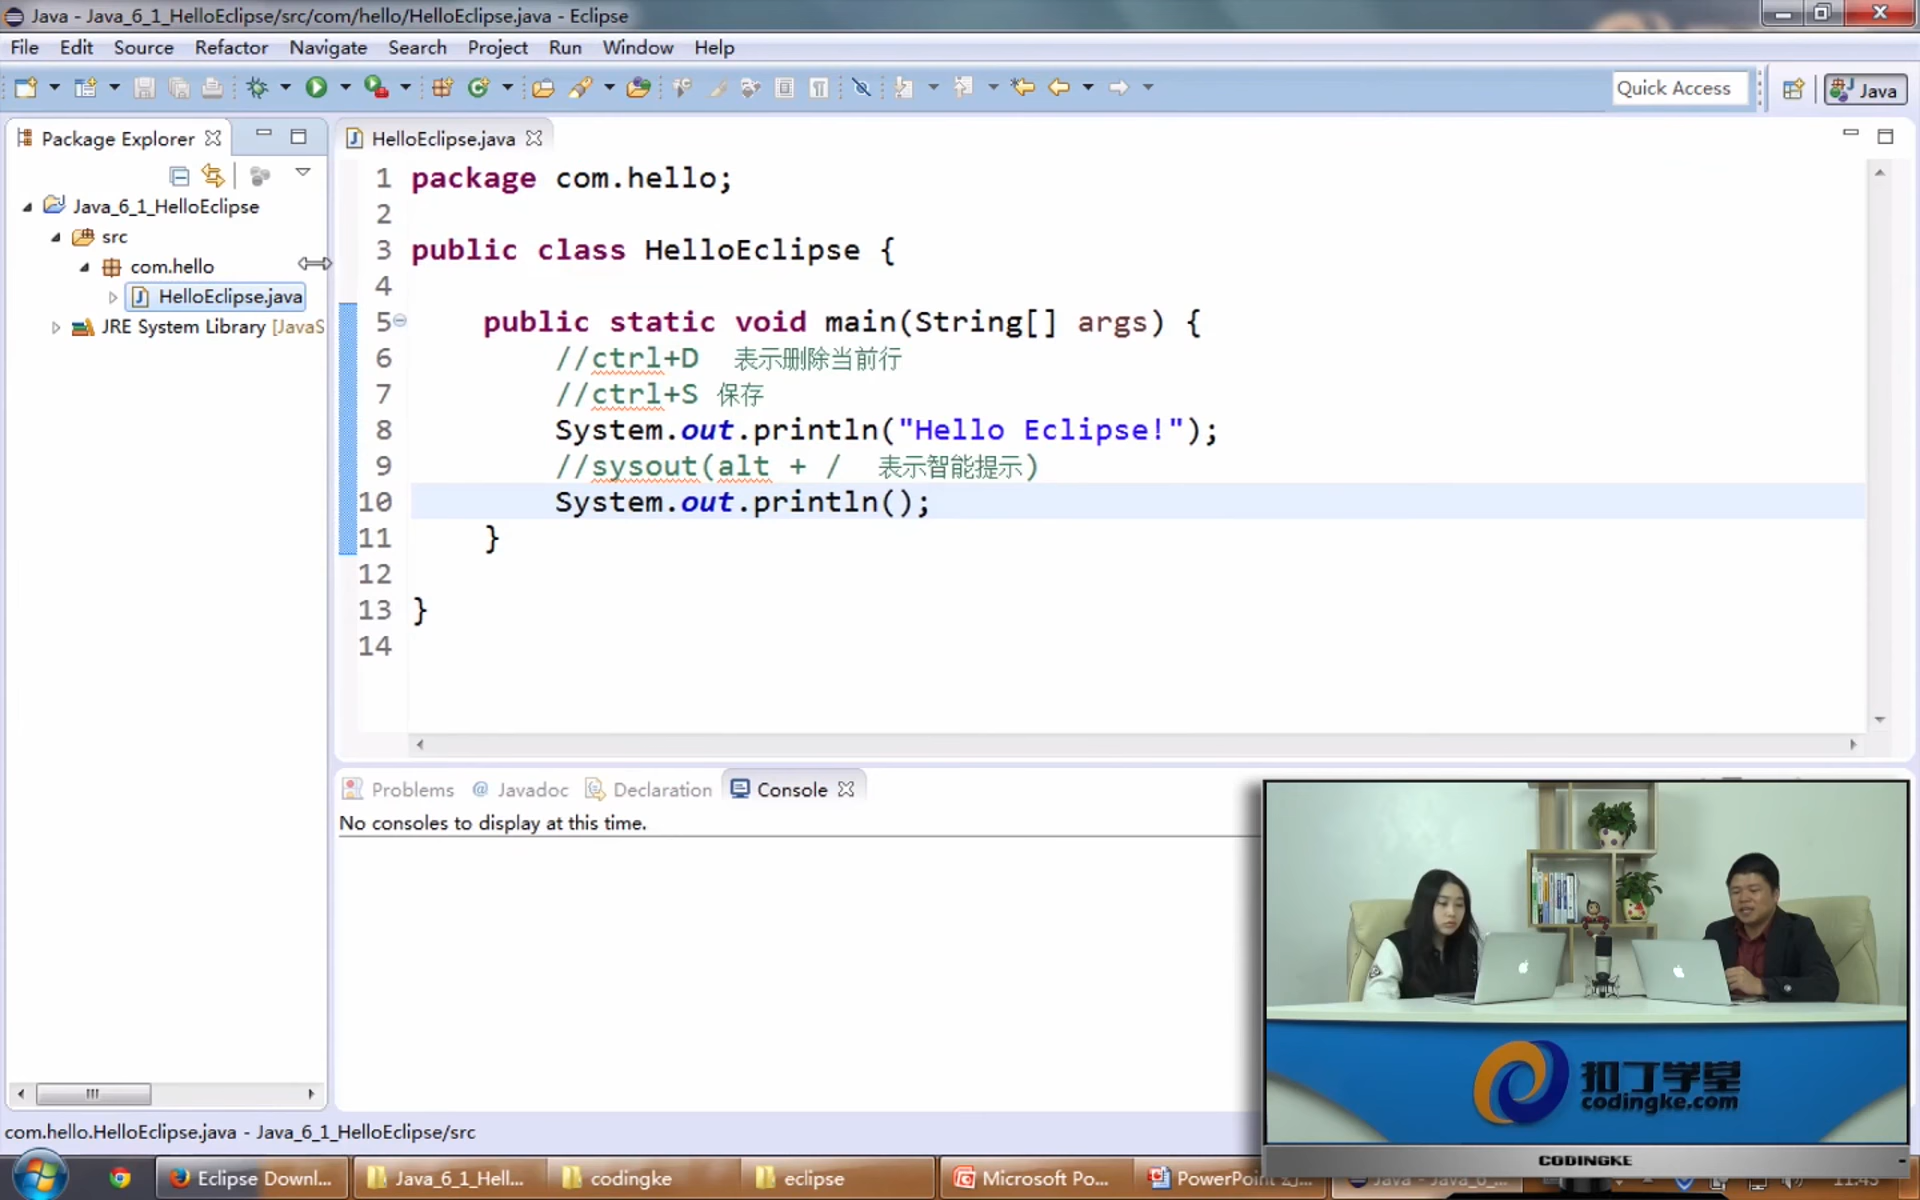 Java - Java_6_1_HelloEclipse/src/com/hello/HelloEclipse.java - Eclipse
File Edit Source Refactor Navigate Search Project Run Window Help
Quick Access
Java
Package Explorer
HelloEclipse.java
Java_6_1_HelloEclipse
src
com.hello
HelloEclipse.java
JRE System Library [JavaS
1 package com.hello;
2
3 public class HelloEclipse {
4
5 public static void main(String[] args) {
6 //ctrl+D 表示删除当前行
7 //ctrl+S 保存
8 System.out.println("Hello Eclipse!");
9 //sysout(alt + / 表示智能提示)
10 System.out.println();
11 }
12
13 }
14
Problems @ Javadoc Declaration Console
No consoles to display at this time.
扣丁学堂
codingke.com
CODINGKE
com.hello.HelloEclipse.java - Java_6_1_HelloEclipse/src
Eclipse Downl... Java_6_1_Hell... codingke eclipse Microsoft Po... PowerPoint Java - Java_6_...
11:45